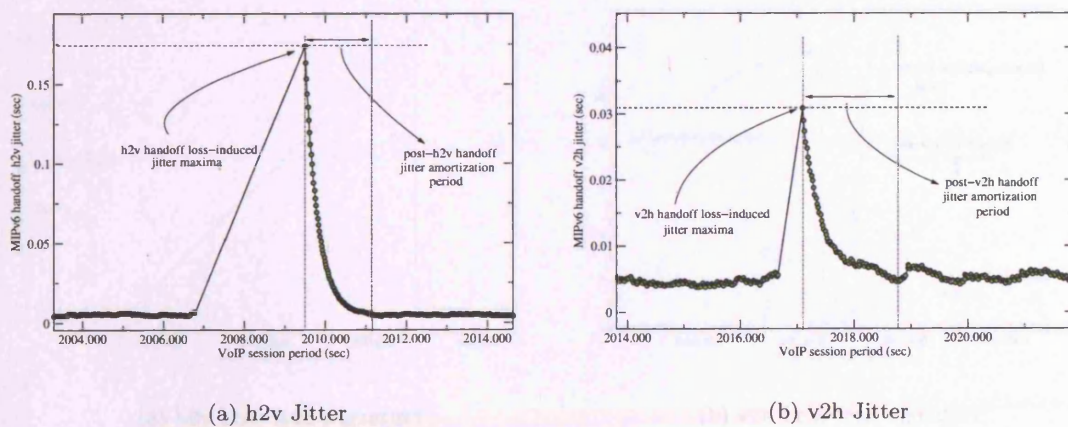 0.15
0.1
0.05
0
MIPv6 handoff h2v jitter (sec)
h2v handoff loss-induced
jitter maxima
post-h2v handoff
jitter amortization
period
2004.000 2006.000 2008.000 2010.000 2012.000 2014.000
VoIP session period (sec)
(a) h2v Jitter
0.04
0.03
0.02
0.01
0
MIPv6 handoff v2h jitter (sec)
v2h handoff loss-induced
jitter maxima
post-v2h handoff
jitter amortization
period
2014.000 2016.000 2018.000 2020.000
VoIP session period (sec)
(b) v2h Jitter